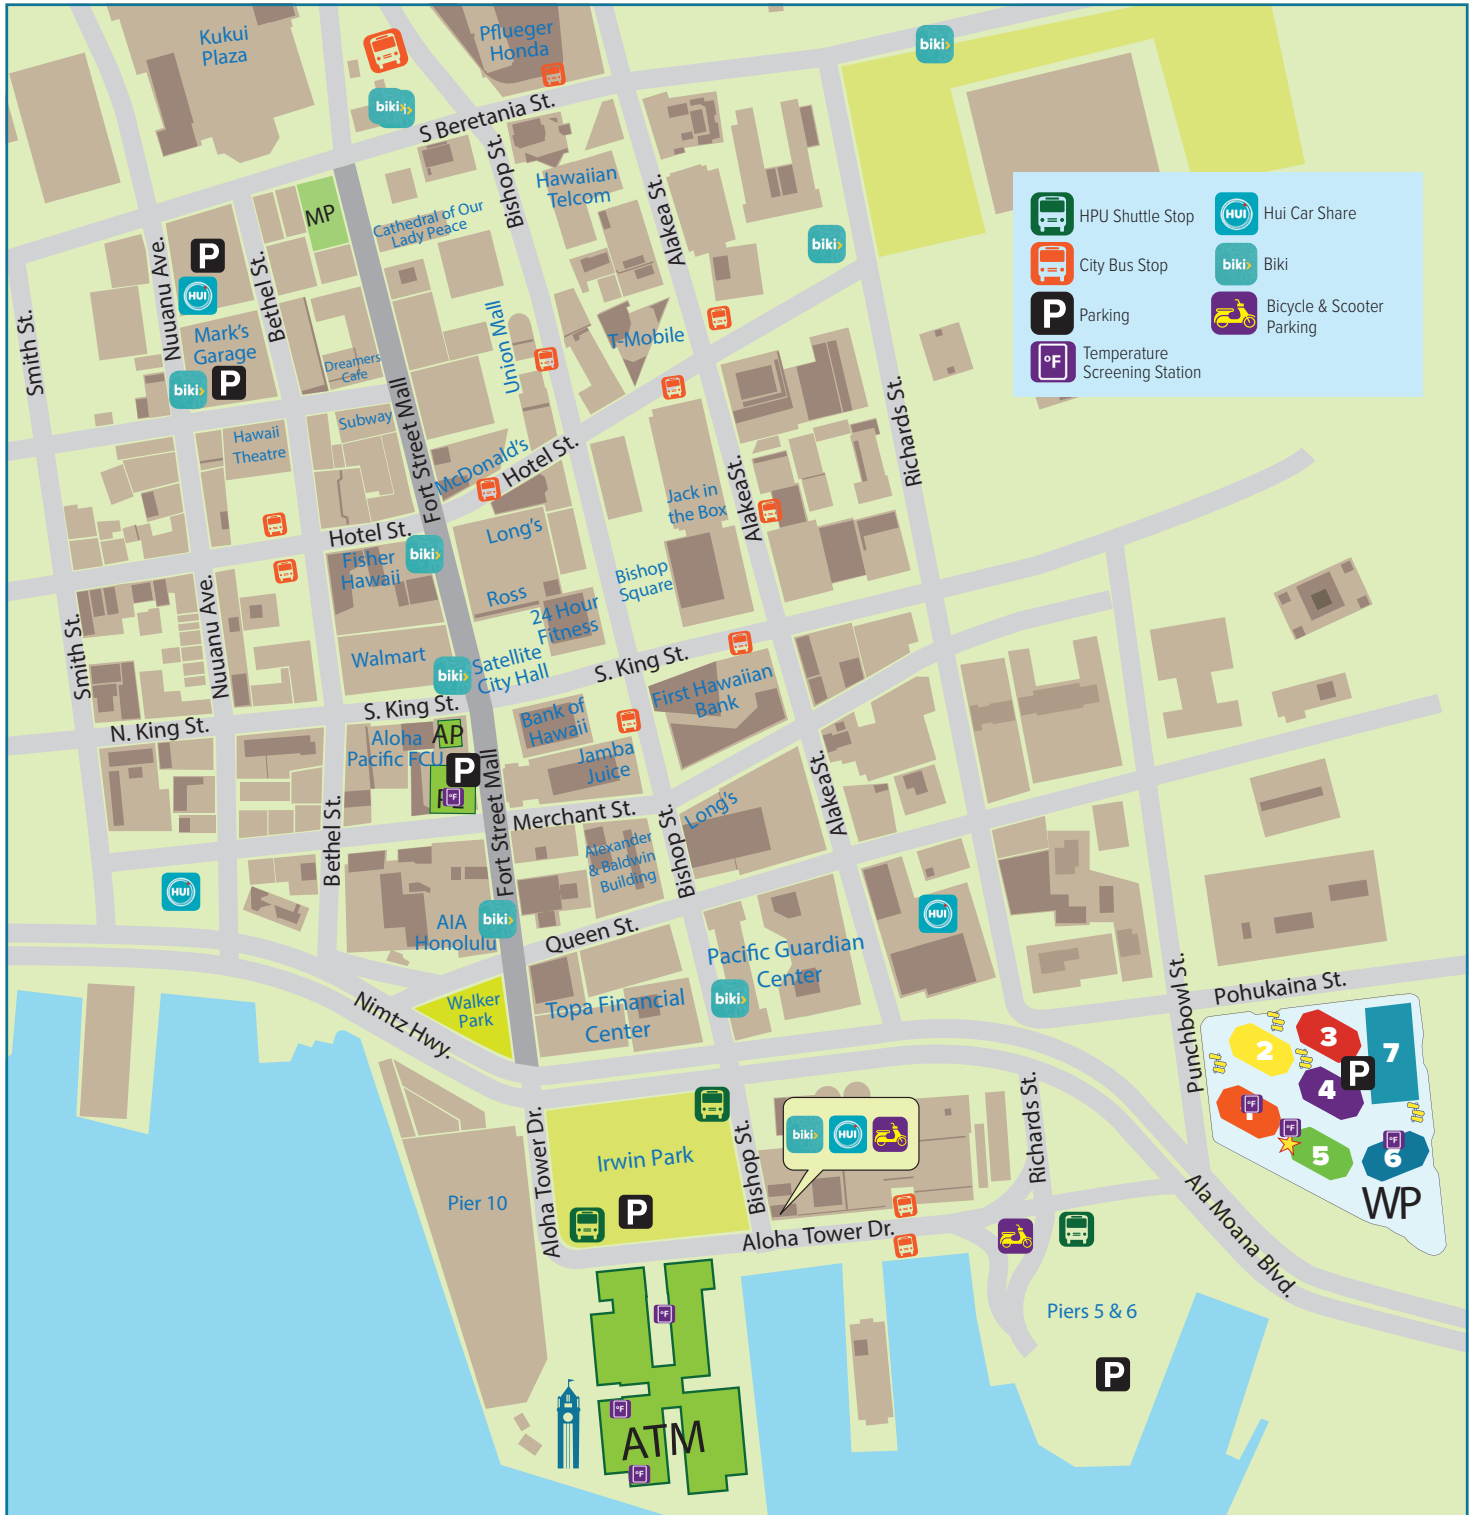 Kukui
Plaza
Pflueger
Honda
biki
biki
S Beretania St.
Bishop St.
Hawaiian
Telcom
MP
Cathedral of Our
Lady Peace
Alakea St.
biki
HPU Shuttle Stop
HUI
Hui Car Share
City Bus Stop
biki
Biki
P
Parking
Bicycle & Scooter
Parking
°F
Temperature
Screening Station
P
HUI
Nuuanu Ave.
Bethel St.
Mark's
Garage
biki
P
Smith St.
Dreamers
Cafe
Union Mall
T-Mobile
Subway
Fort Street Mall
Hawaii
Theatre
McDonald's
Hotel St.
Richards St.
Jack in
the Box
Alakea St.
Hotel St.
Long's
biki
Fisher
Hawaii
Ross
24 Hour
Fitness
Bishop
Square
Smith St.
Nuuanu Ave.
Walmart
biki
Satellite
City Hall
S. King St.
First Hawaiian
Bank
N. King St.
S. King St.
Aloha
Pacific FCU
AP
P
°F
Bank of
Hawaii
Jamba
Juice
Merchant St.
Fort Street Mall
Bethel St.
Long's
Alakea St.
Bishop St.
Alexander
& Baldwin
Building
HUI
AIA
Honolulu
biki
Queen St.
Pacific Guardian
Center
HUI
Walker
Park
Nimtz Hwy.
Topa Financial
Center
biki
Punchbowl St.
Pohukaina St.
2
3
7
4
P
°F
°F
5
°F
6
WP
Aloha Tower Dr.
Irwin Park
P
Bishop St.
biki
HUI
Richards St.
Pier 10
Aloha Tower Dr.
Ala Moana Blvd.
Piers 5 & 6
P
°F
°F
ATM
°F